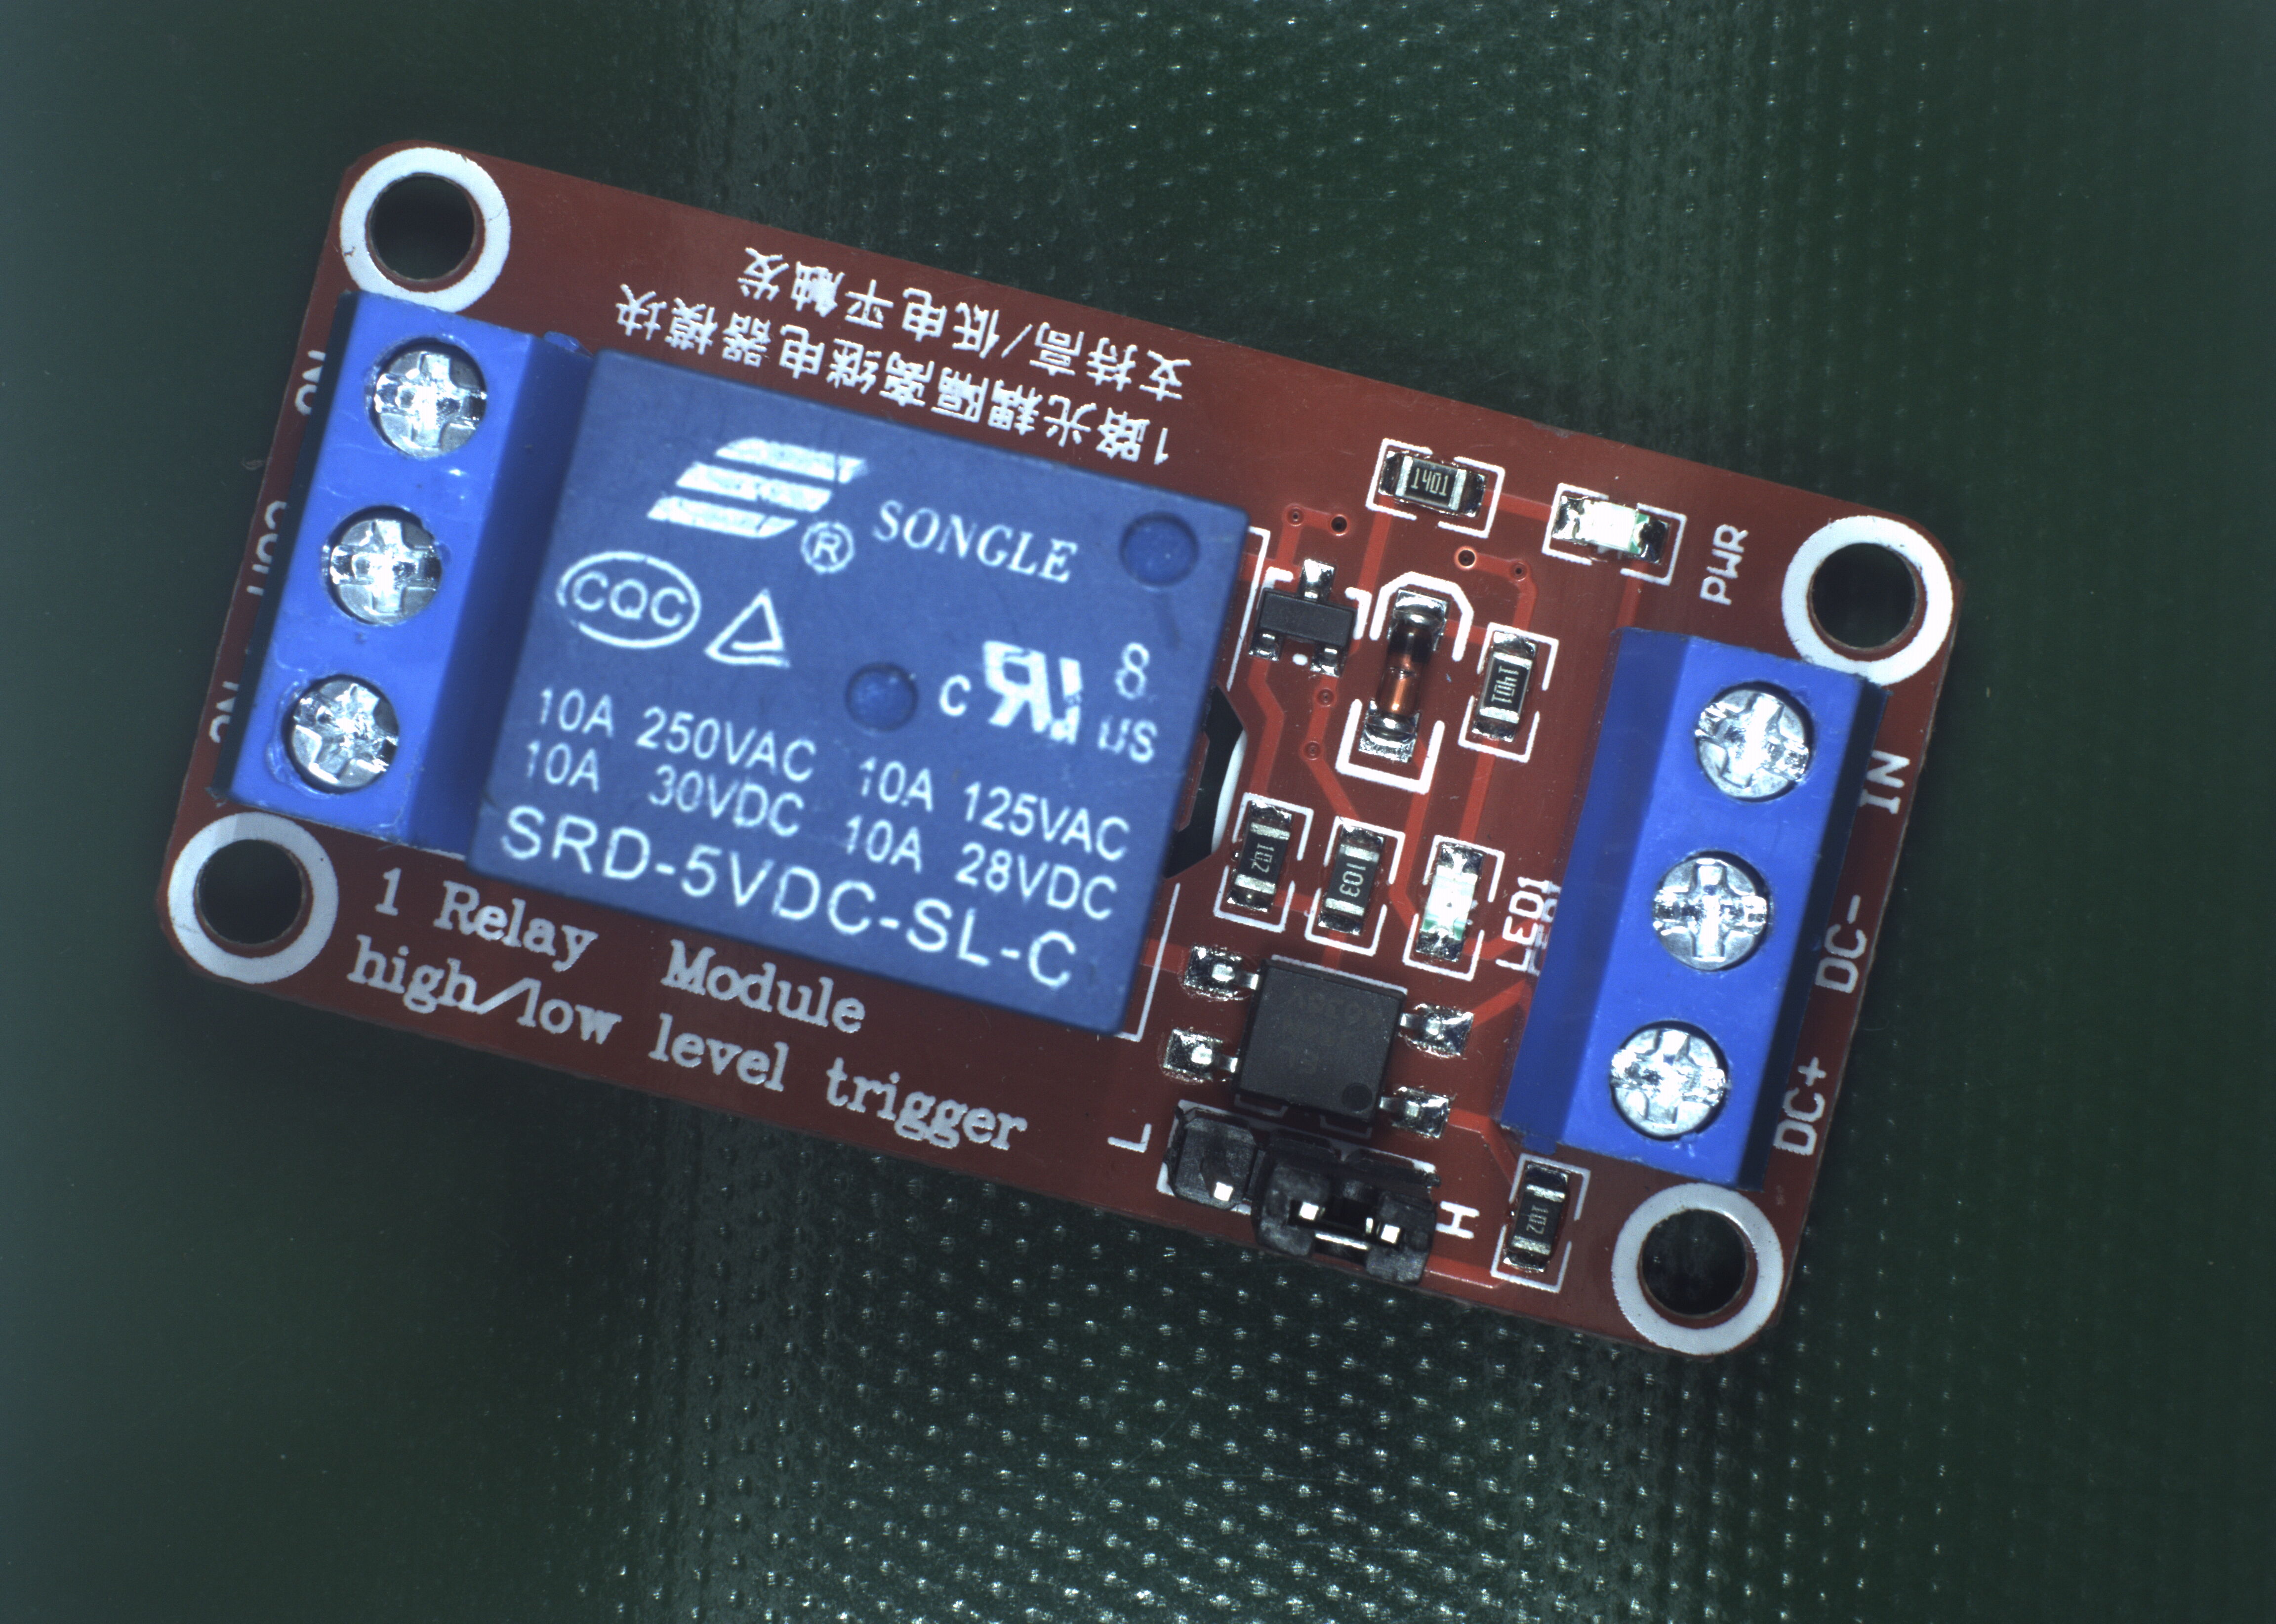 1路光耦隔离继电器模块
支持高/低电平触发
SONGLE
®
CQC
C
US
8
10A 250VAC 10A 125VAC
10A 30VDC 10A 28VDC
SRD-5VDC-SL-C
1 Relay Module
high/low level trigger
1401
PWR
1401
102
103
LED1
IN
DC-
DC+
L
H
102